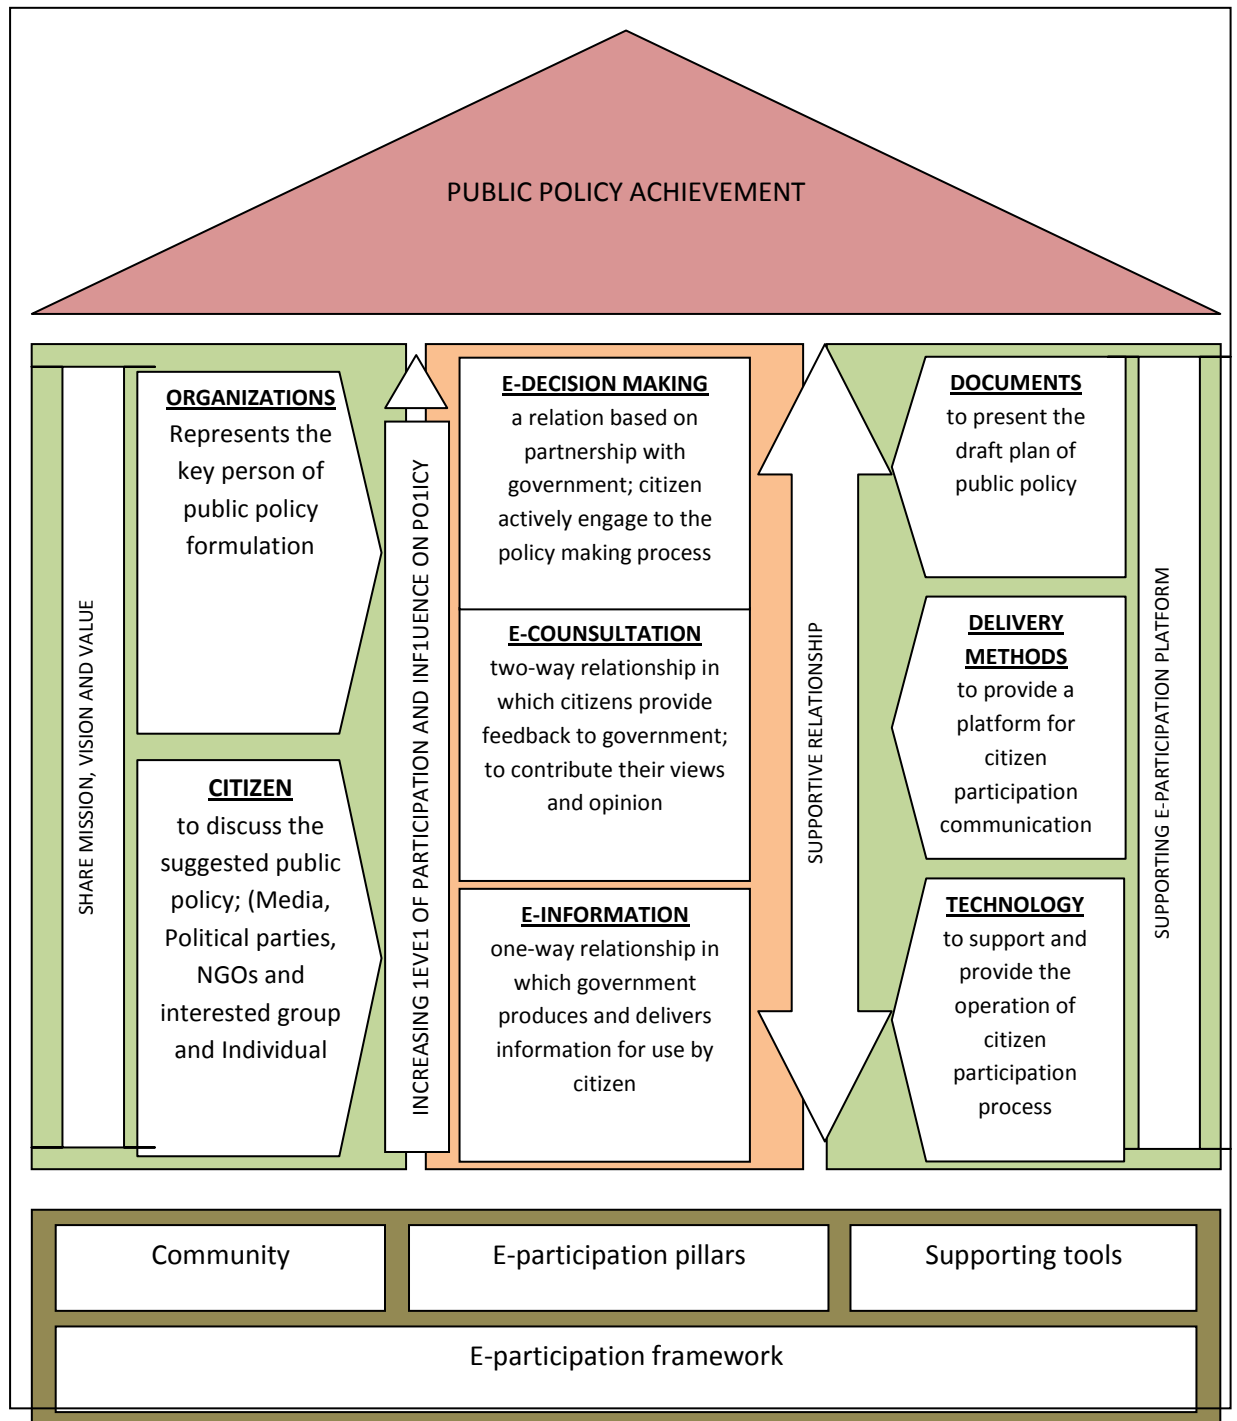 PUBLIC POLICY ACHIEVEMENT
SHARE MISSION, VISION AND VALUE
ORGANIZATIONS
Represents the
key person of
public policy
formulation
CITIZEN
to discuss the
suggested public
policy; (Media,
Political parties,
NGOs and
interested group
and Individual
INCREASING 1EVE1 OF PARTICIPATION AND INF1UENCE ON PO1ICY
E-DECISION MAKING
a relation based on
partnership with
government; citizen
actively engage to the
policy making process
E-COUNSULTATION
two-way relationship in
which citizens provide
feedback to government;
to contribute their views
and opinion
E-INFORMATION
one-way relationship in
which government
produces and delivers
information for use by
citizen
SUPPORTIVE RELATIONSHIP
DOCUMENTS
to present the
draft plan of
public policy
DELIVERY
METHODS
to provide a
platform for
citizen
participation
communication
TECHNOLOGY
to support and
provide the
operation of
citizen
participation
process
SUPPORTING E-PARTICIPATION PLATFORM
Community
E-participation pillars
Supporting tools
E-participation framework